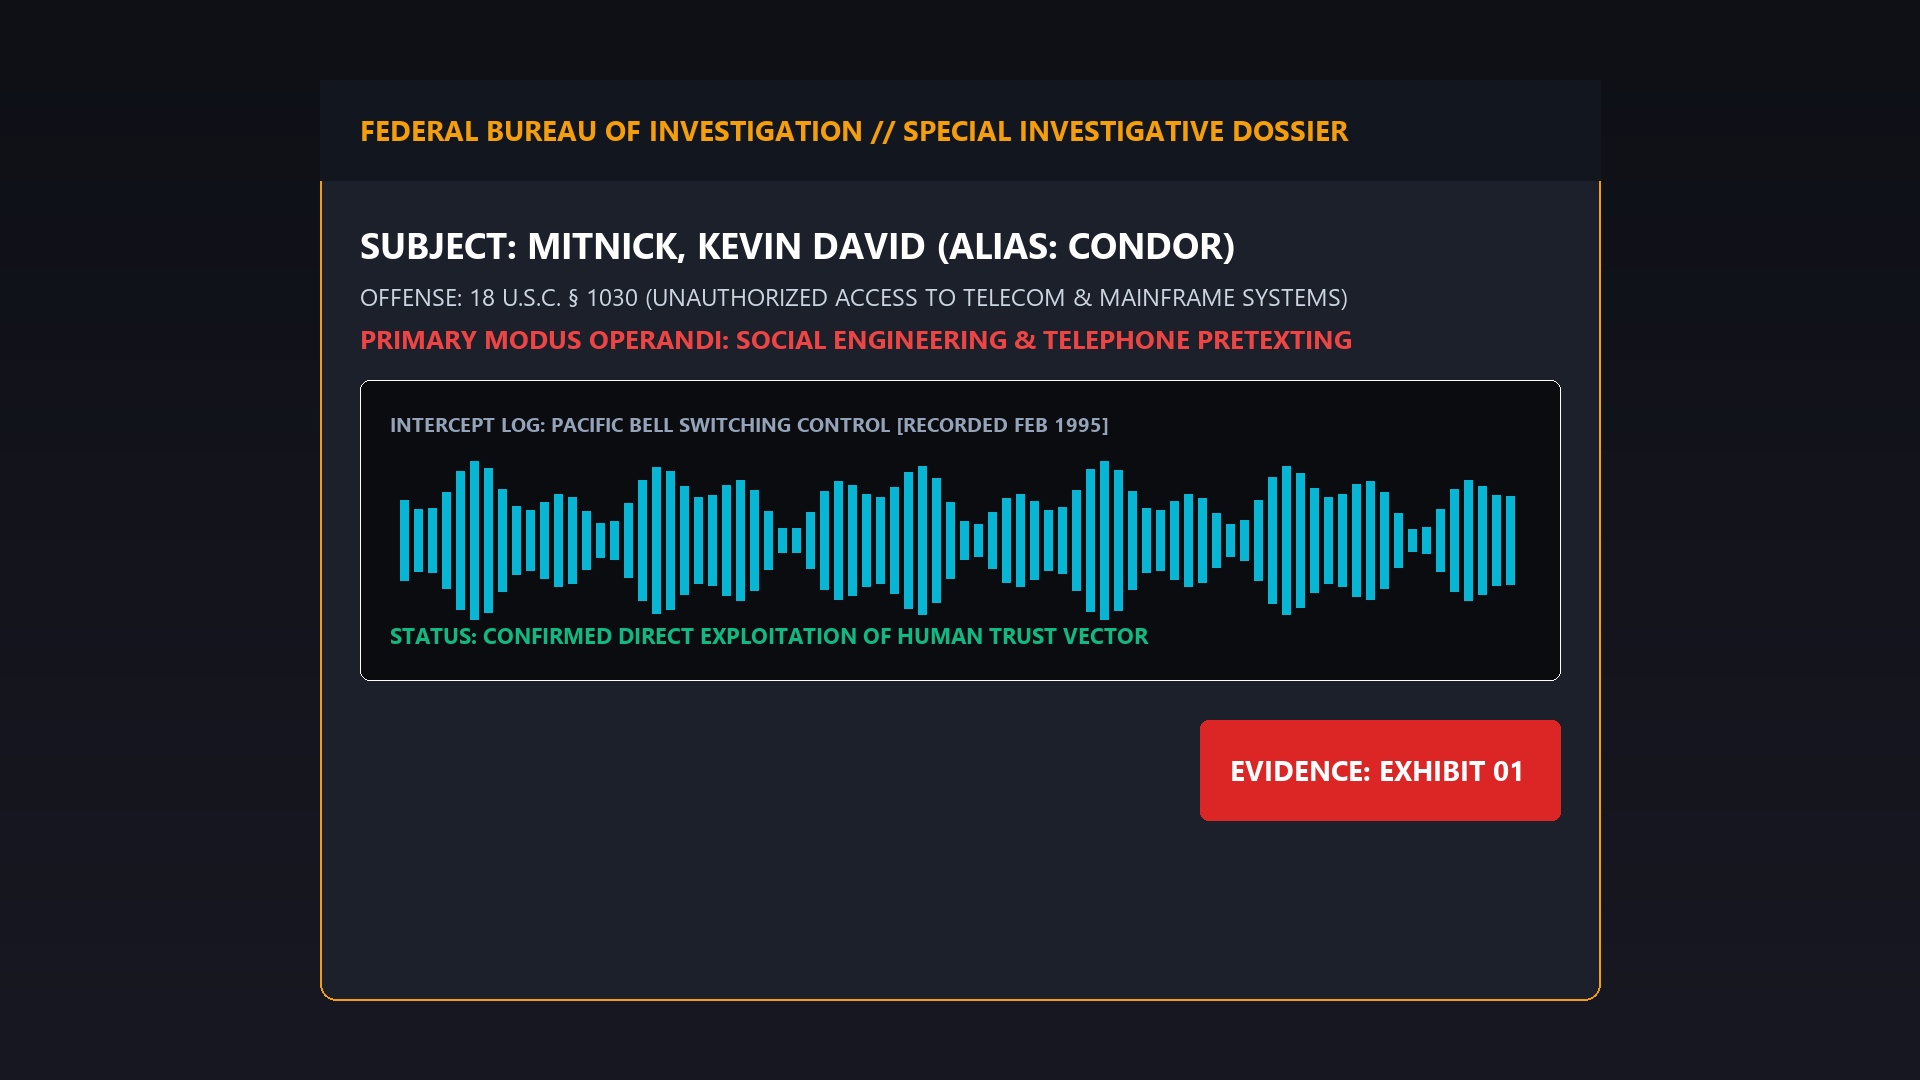 FEDERAL BUREAU OF INVESTIGATION // SPECIAL INVESTIGATIVE DOSSIER
SUBJECT: MITNICK, KEVIN DAVID (ALIAS: CONDOR)
OFFENSE: 18 U.S.C. § 1030 (UNAUTHORIZED ACCESS TO TELECOM & MAINFRAME SYSTEMS)
PRIMARY MODUS OPERANDI: SOCIAL ENGINEERING & TELEPHONE PRETEXTING
INTERCEPT LOG: PACIFIC BELL SWITCHING CONTROL [RECORDED FEB 1995]
STATUS: CONFIRMED DIRECT EXPLOITATION OF HUMAN TRUST VECTOR
EVIDENCE: EXHIBIT 01